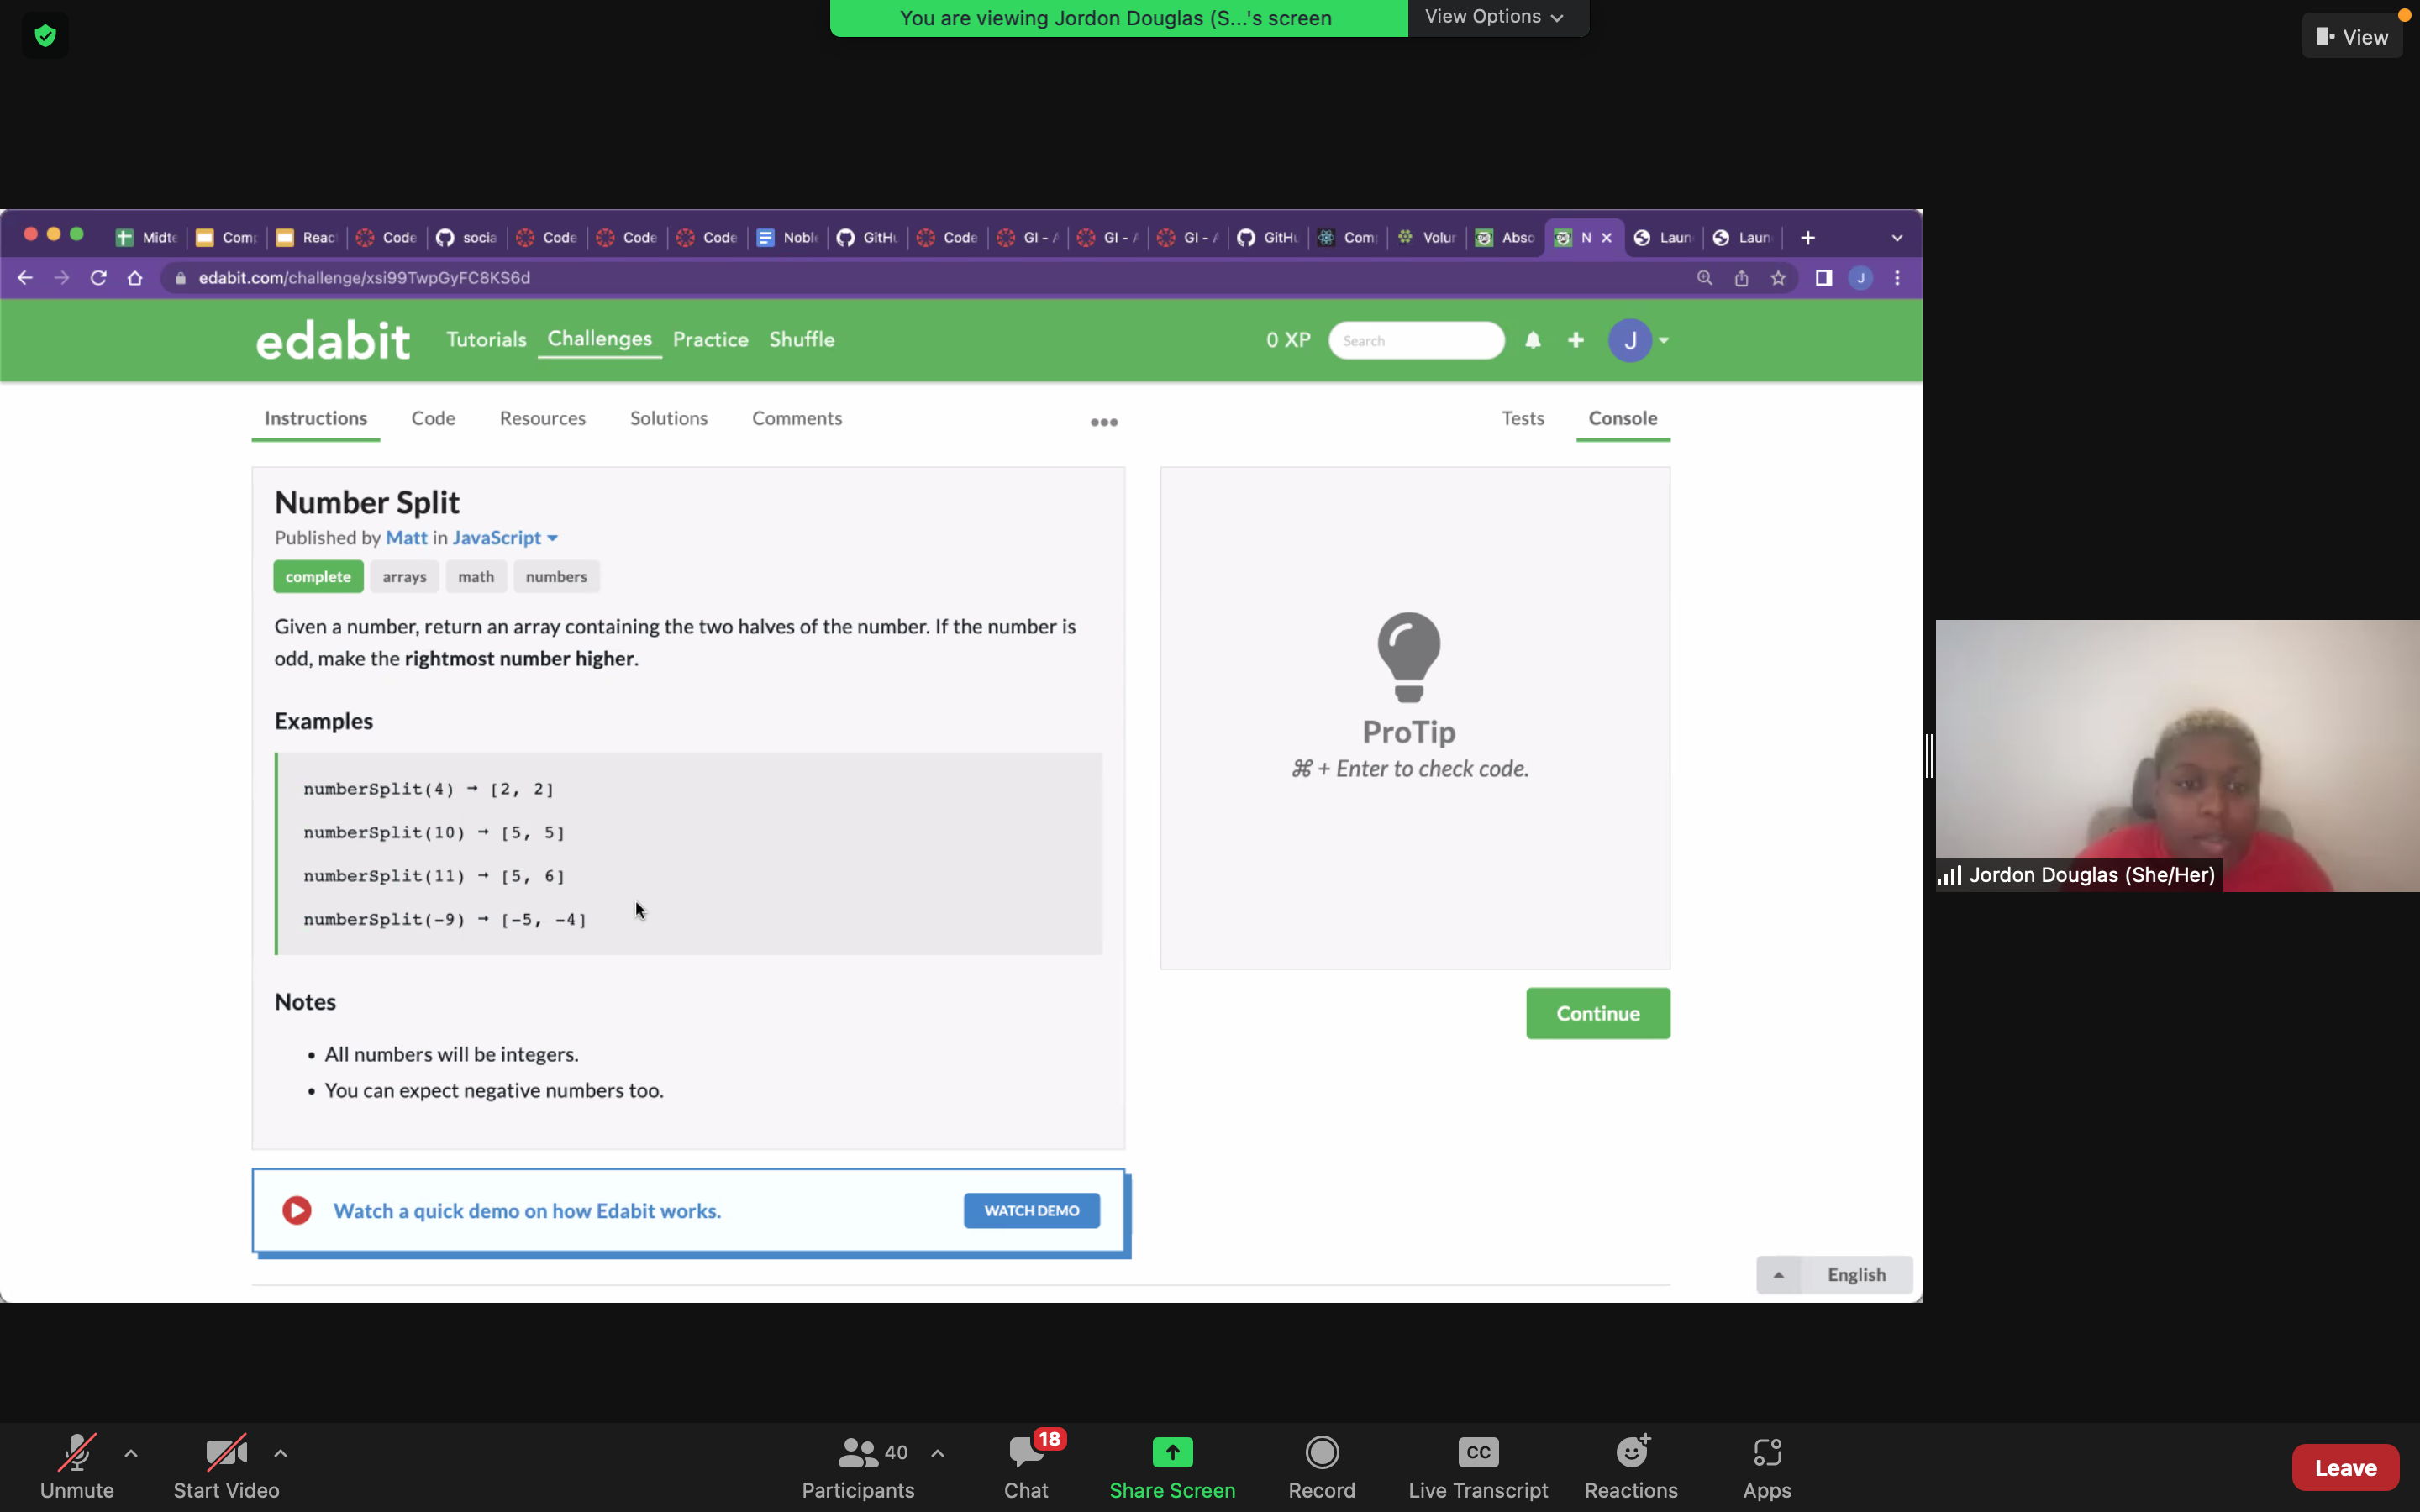 You are viewing Jordon Douglas (S...'s screen
View Options
View
Midte
Comp
Reac
Code
socia
Code
Code
Code
Noble
GitHu
Code
GI - A
GI - A
GI - A
GitHu
Com
Volun
Abso
N
Laun
Laun
edabit.com/challenge/xsi99TwpGyFC8KS6d
J
edabit
Tutorials
Challenges
Practice
Shuffle
0 XP
Search
J
Instructions
Code
Resources
Solutions
Comments
Tests
Console
Number Split
Published by Matt in JavaScript
complete
arrays
math
numbers
Given a number, return an array containing the two halves of the number. If the number is
odd, make the rightmost number higher.
Examples
numberSplit(4) → [2, 2]
numberSplit(10) → [5, 5]
numberSplit(11) → [5, 6]
numberSplit(-9) → [-5, -4]
Notes
• All numbers will be integers.
• You can expect negative numbers too.
ProTip
⌘ + Enter to check code.
Continue
Watch a quick demo on how Edabit works.
WATCH DEMO
English
Jordon Douglas (She/Her)
Unmute
Start Video
40
Participants
18
Chat
Share Screen
Record
CC
Live Transcript
Reactions
Apps
Leave